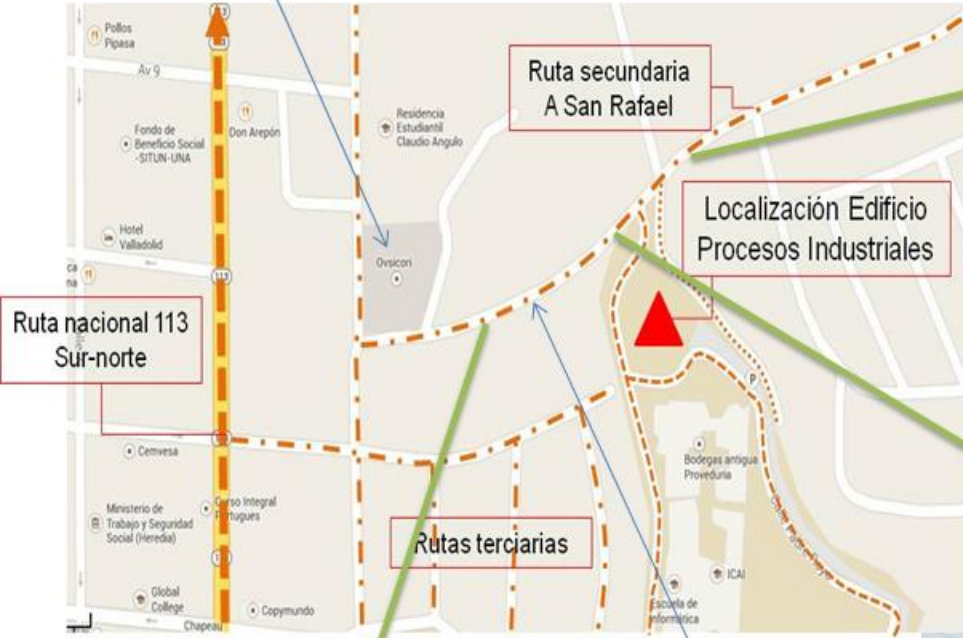 Pollos
Pipasa
Av 9
Fondo de
Beneficio Social
-SITUN-UNA
Don Arepón
Residencia
Estudiantil
Claudio Angulo
Ruta secundaria
A San Rafael
Hotel
Valladolid
Ovsicori
113
Localización Edificio
Procesos Industriales
Ruta nacional 113
Sur-norte
P
Cemvesa
Bodegas antigua
Proveduria
Ministerio de
Trabajo y Seguridad
Social (Heredia)
Curso Integral
Portugues
Rutas terciarias
ICAI
Escuela de
Informática
Global
College
Copymundo
Chapeau